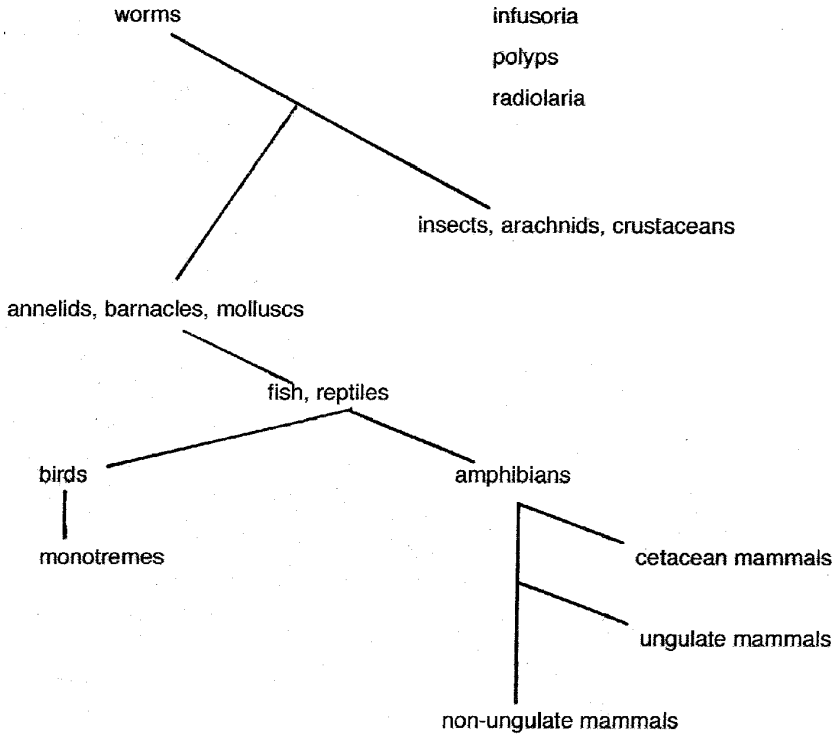 worms
infusoria
polyps
radiolaria
insects, arachnids, crustaceans
annelids, barnacles, molluscs
fish, reptiles
birds
amphibians
monotremes
cetacean mammals
ungulate mammals
non-ungulate mammals